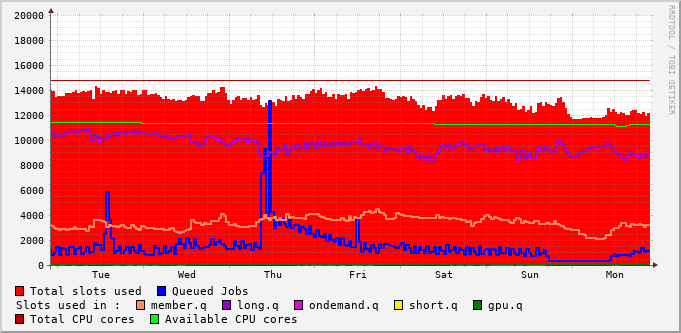 20000
18000
16000
14000
12000
10000
8000
6000
4000
2000
0
Tue Wed Thu Fri Sat Sun Mon
RRDTOOL / TOBI OETIKER
Total slots used Queued Jobs
Slots used in : member.q long.q ondemand.q short.q gpu.q
Total CPU cores Available CPU cores